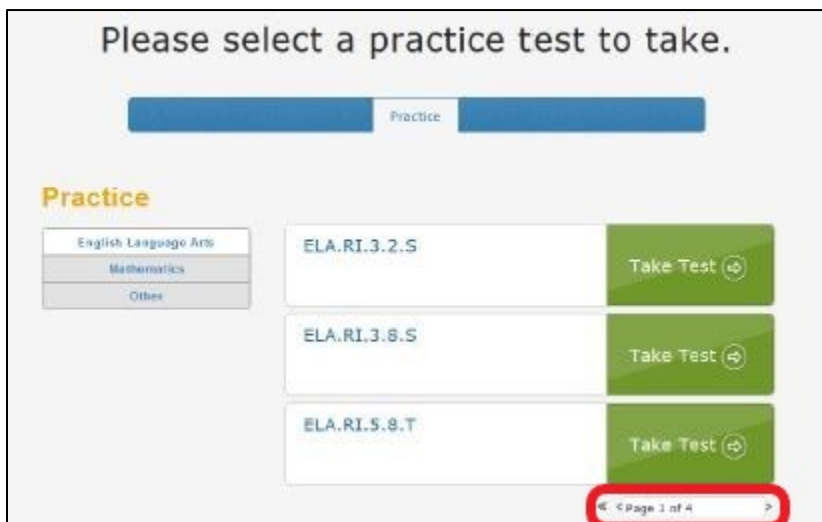 Please select a practice test to take.
Practice
Practice
English Language Arts
Mathematics
Other
ELA.RI.3.2.S
Take Test
ELA.RI.3.8.S
Take Test
ELA.RI.5.8.T
Take Test
« < Page 1 of 4 >